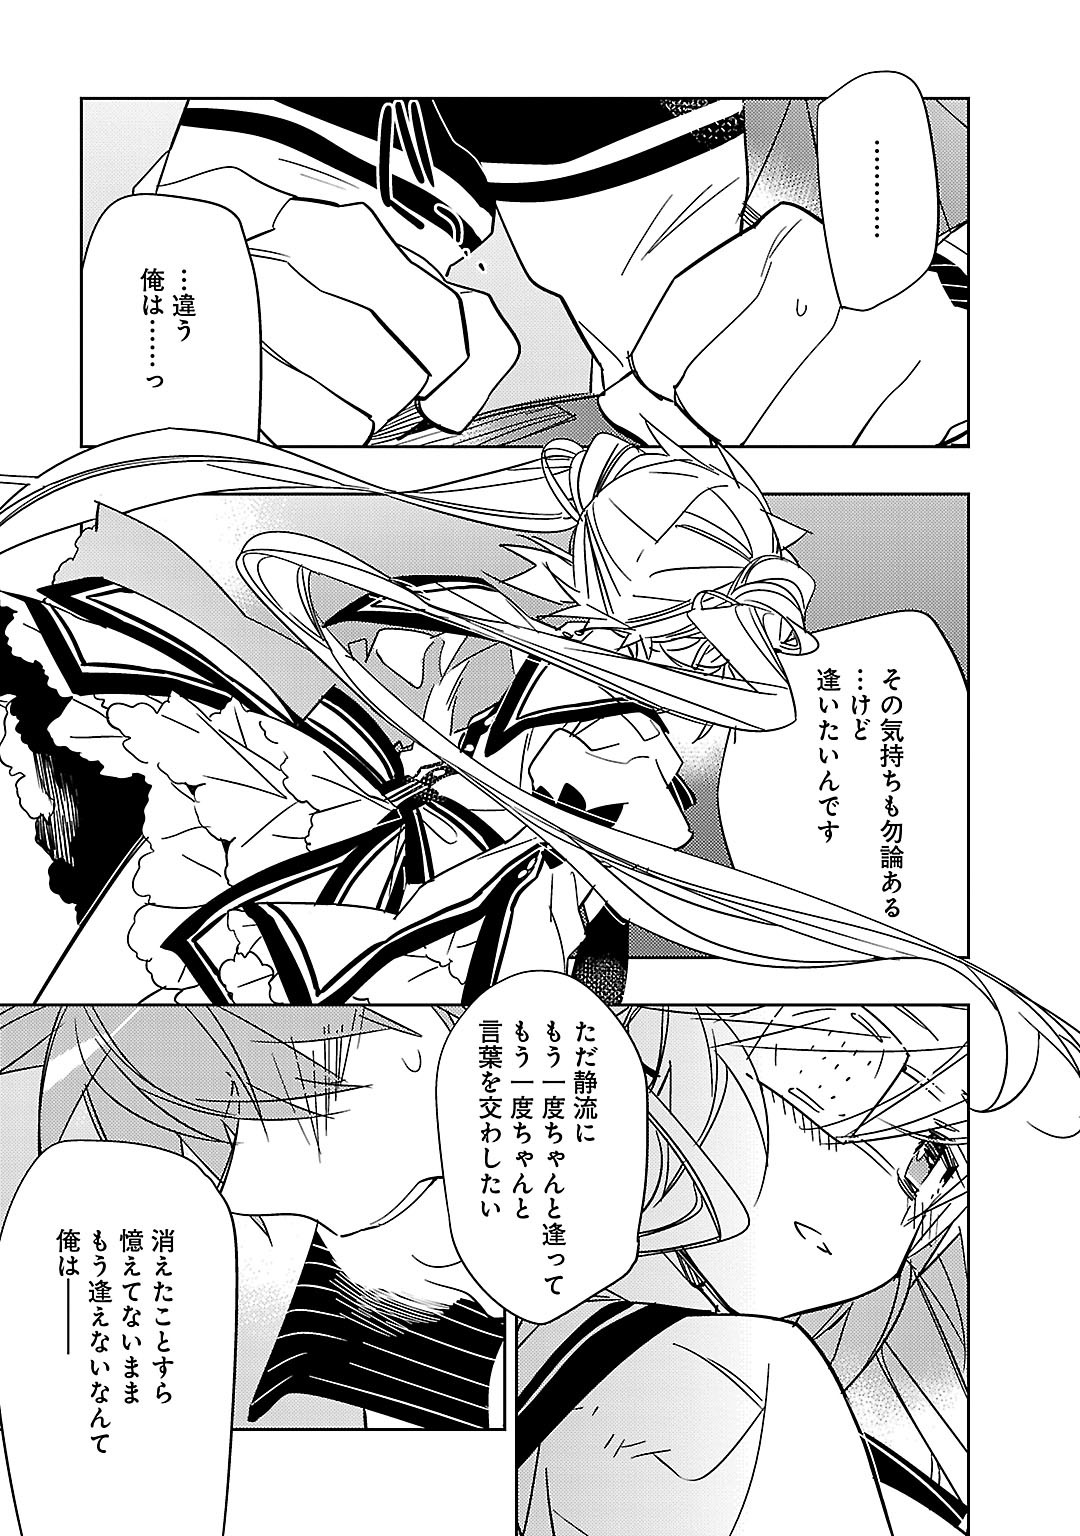 ………
…違う
俺は……っ
その気持ちも勿論ある
…けど
逢いたいんです
ただ静流に
もう一度ちゃんと逢って
もう一度ちゃんと
言葉を交わしたい
消えたことすら
憶えてないまま
もう逢えないなんて
俺は――